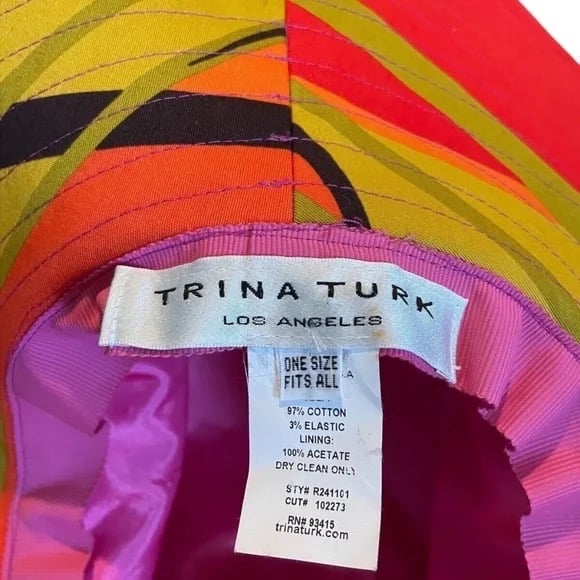 TRINA TURK
LOS ANGELES
ONE SIZE
FITS ALL
97% COTTON
3% ELASTIC
LINING:
100% ACETATE
DRY CLEAN ONLY
STY# R241101
CUT# 102273
RN# 93415
trinaturk.com